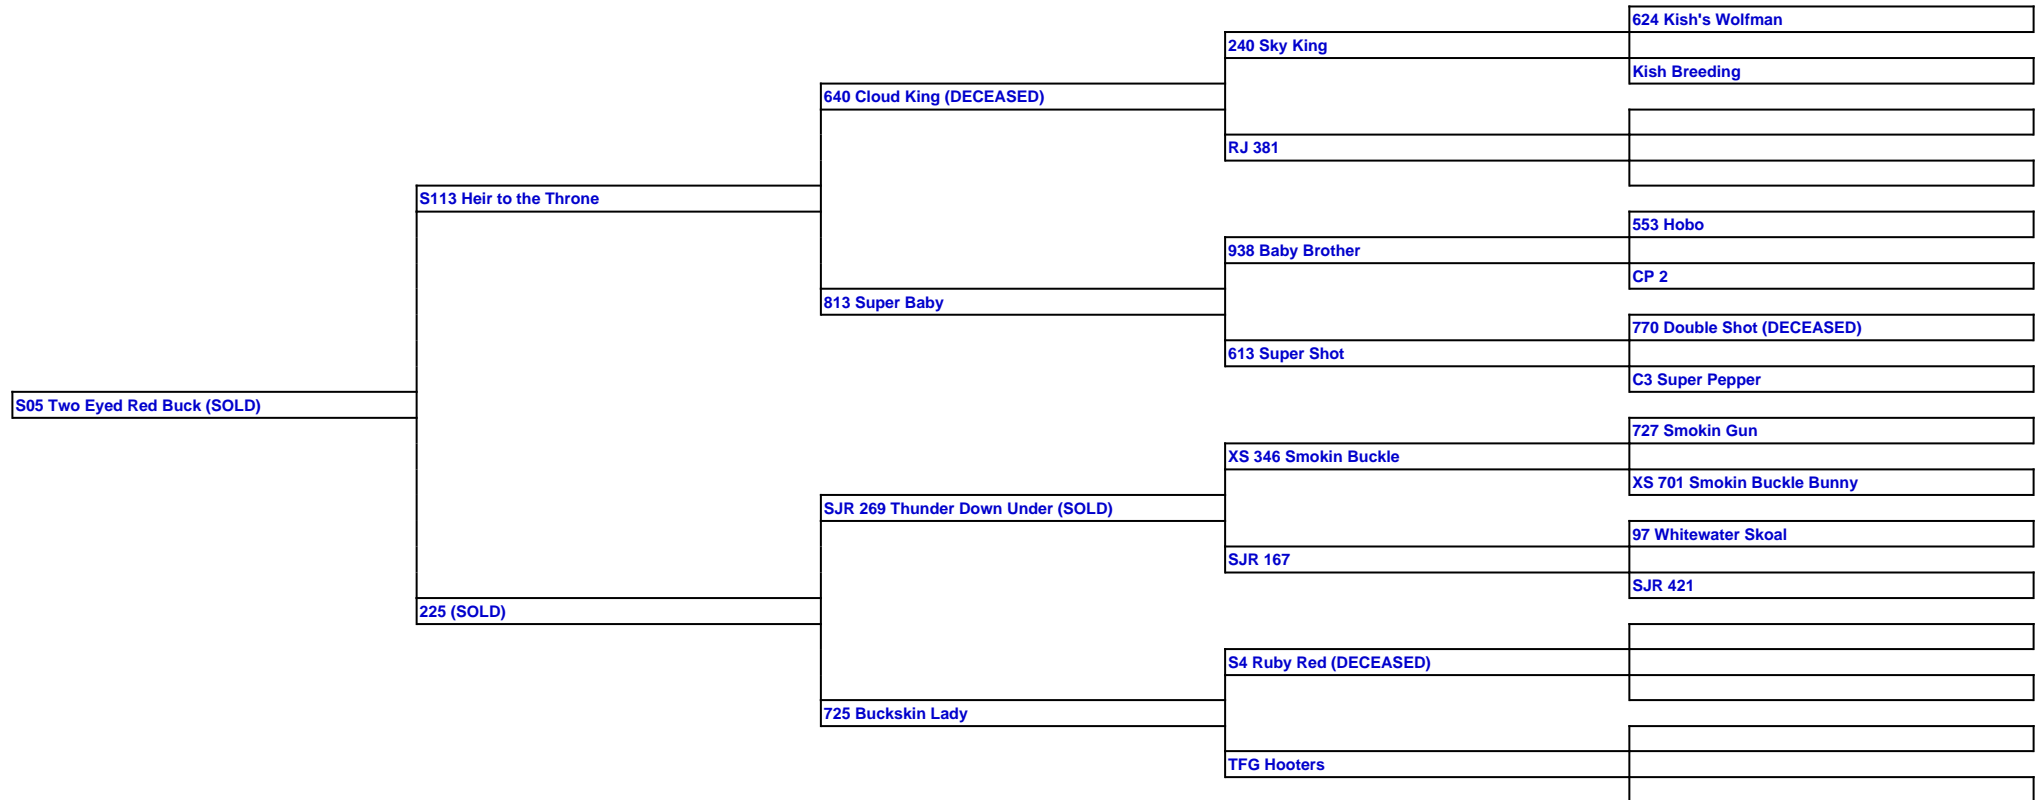 624 Kish's Wolfman
240 Sky King
Kish Breeding
640 Cloud King (DECEASED)
RJ 381
S113 Heir to the Throne
553 Hobo
938 Baby Brother
CP 2
813 Super Baby
770 Double Shot (DECEASED)
613 Super Shot
C3 Super Pepper
S05 Two Eyed Red Buck (SOLD)
727 Smokin Gun
XS 346 Smokin Buckle
XS 701 Smokin Buckle Bunny
SJR 269 Thunder Down Under (SOLD)
97 Whitewater Skoal
SJR 167
SJR 421
225 (SOLD)
S4 Ruby Red (DECEASED)
725 Buckskin Lady
TFG Hooters